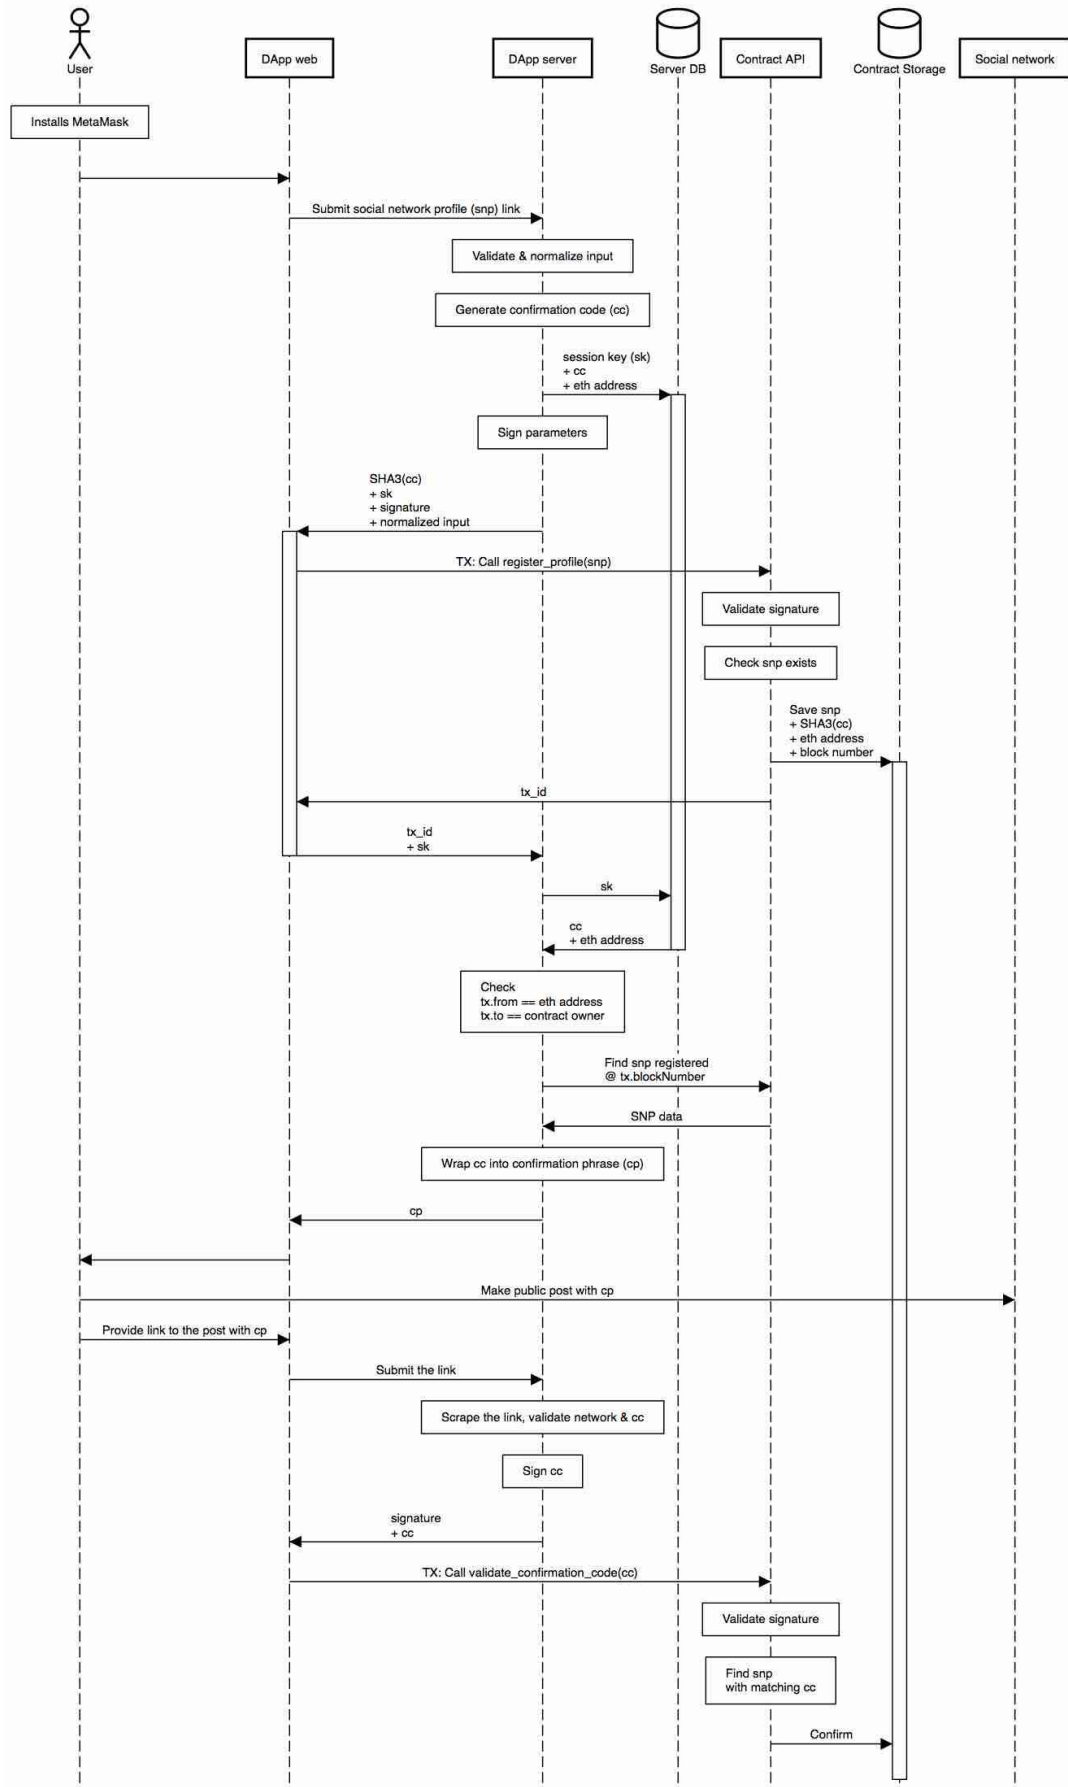 User
DApp web
DApp server
Server DB
Contract API
Contract Storage
Social network
Installs MetaMask
Submit social network profile (snp) link
Validate & normalize input
Generate confirmation code (cc)
session key (sk)
+ cc
+ eth address
Sign parameters
SHA3(cc)
+ sk
+ signature
+ normalized input
TX: Call register_profile(snp)
Validate signature
Check snp exists
Save snp
+ SHA3(cc)
+ eth address
+ block number
tx_id
tx_id
+ sk
sk
cc
+ eth address
Check
tx.from == eth address
tx.to == contract owner
Find snp registered
@ tx.blockNumber
SNP data
Wrap cc into confirmation phrase (cp)
cp
Make public post with cp
Provide link to the post with cp
Submit the link
Scrape the link, validate network & cc
Sign cc
signature
+ cc
TX: Call validate_confirmation_code(cc)
Validate signature
Find snp
with matching cc
Confirm